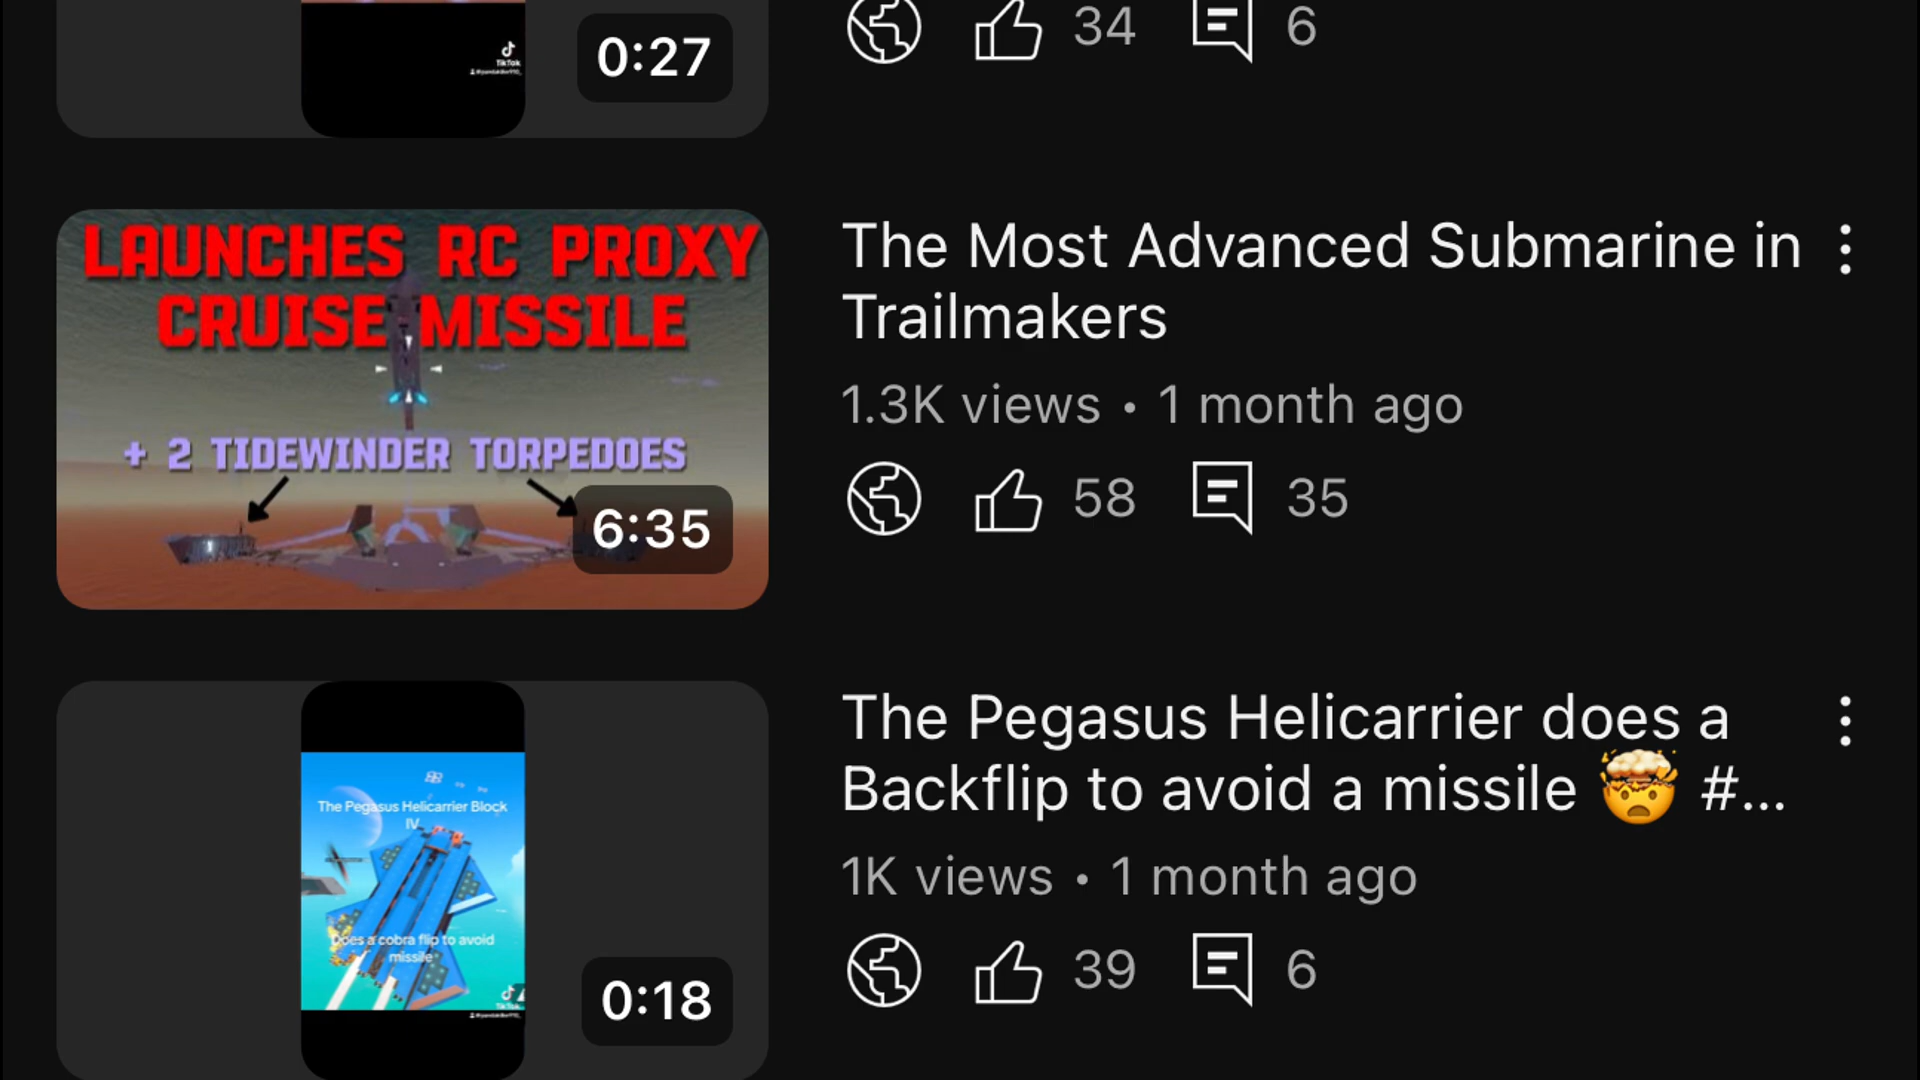 0:27
TikTok
34
6
LAUNCHES RC PROXY
CRUISE MISSILE
+ 2 TIDEWINDER TORPEDOES
6:35
The Most Advanced Submarine in
Trailmakers
1.3K views • 1 month ago
58
35
The Pegasus Helicarrier Block
IV
Does a cobra flip to avoid
missile
TikTok
0:18
The Pegasus Helicarrier does a
Backflip to avoid a missile 🤯 #...
1K views • 1 month ago
39
6